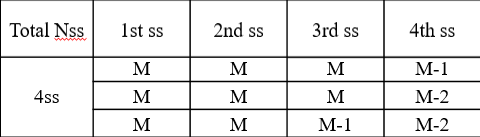 Total Nss 1st ss 2nd ss 3rd ss 4th ss
4ss
M M M M-1
M M M M-2
M M M-1 M-2